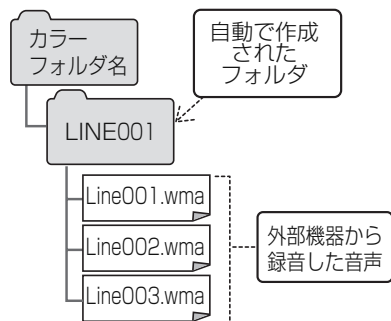 カラー
フォルダ名
自動で作成
された
フォルダ
LINE001
Line001.wma
Line002.wma
Line003.wma
外部機器から
録音した音声